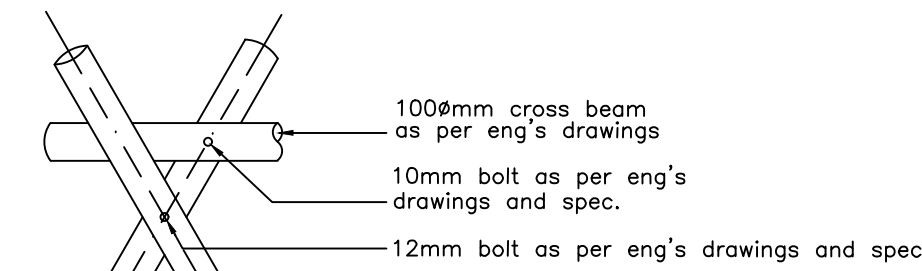 100ømm cross beam
as per eng's drawings
10mm bolt as per eng's
drawings and spec.
12mm bolt as per eng's drawings and spec